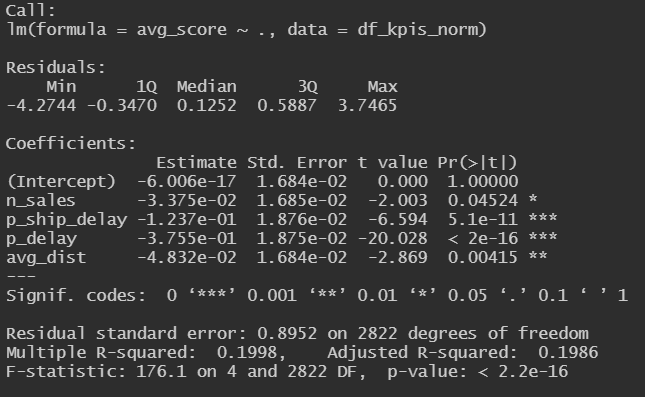 Call:
lm(formula = avg_score ~ ., data = df_kpis_norm)
Residuals:
    Min      1Q  Median      3Q     Max
-4.2744 -0.3470  0.1252  0.5887  3.7465
Coefficients:
               Estimate Std. Error t value Pr(>|t|)
(Intercept)  -6.006e-17  1.684e-02   0.000  1.00000
n_sales      -3.375e-02  1.685e-02  -2.003  0.04524 *
p_ship_delay -1.237e-01  1.876e-02  -6.594  5.1e-11 ***
p_delay      -3.755e-01  1.875e-02 -20.028  < 2e-16 ***
avg_dist     -4.832e-02  1.684e-02  -2.869  0.00415 **
---
Signif. codes:  0 ‘***’ 0.001 ‘**’ 0.01 ‘*’ 0.05 ‘.’ 0.1 ‘ ’ 1
Residual standard error: 0.8952 on 2822 degrees of freedom
Multiple R-squared:  0.1998,    Adjusted R-squared:  0.1986
F-statistic: 176.1 on 4 and 2822 DF,  p-value: < 2.2e-16